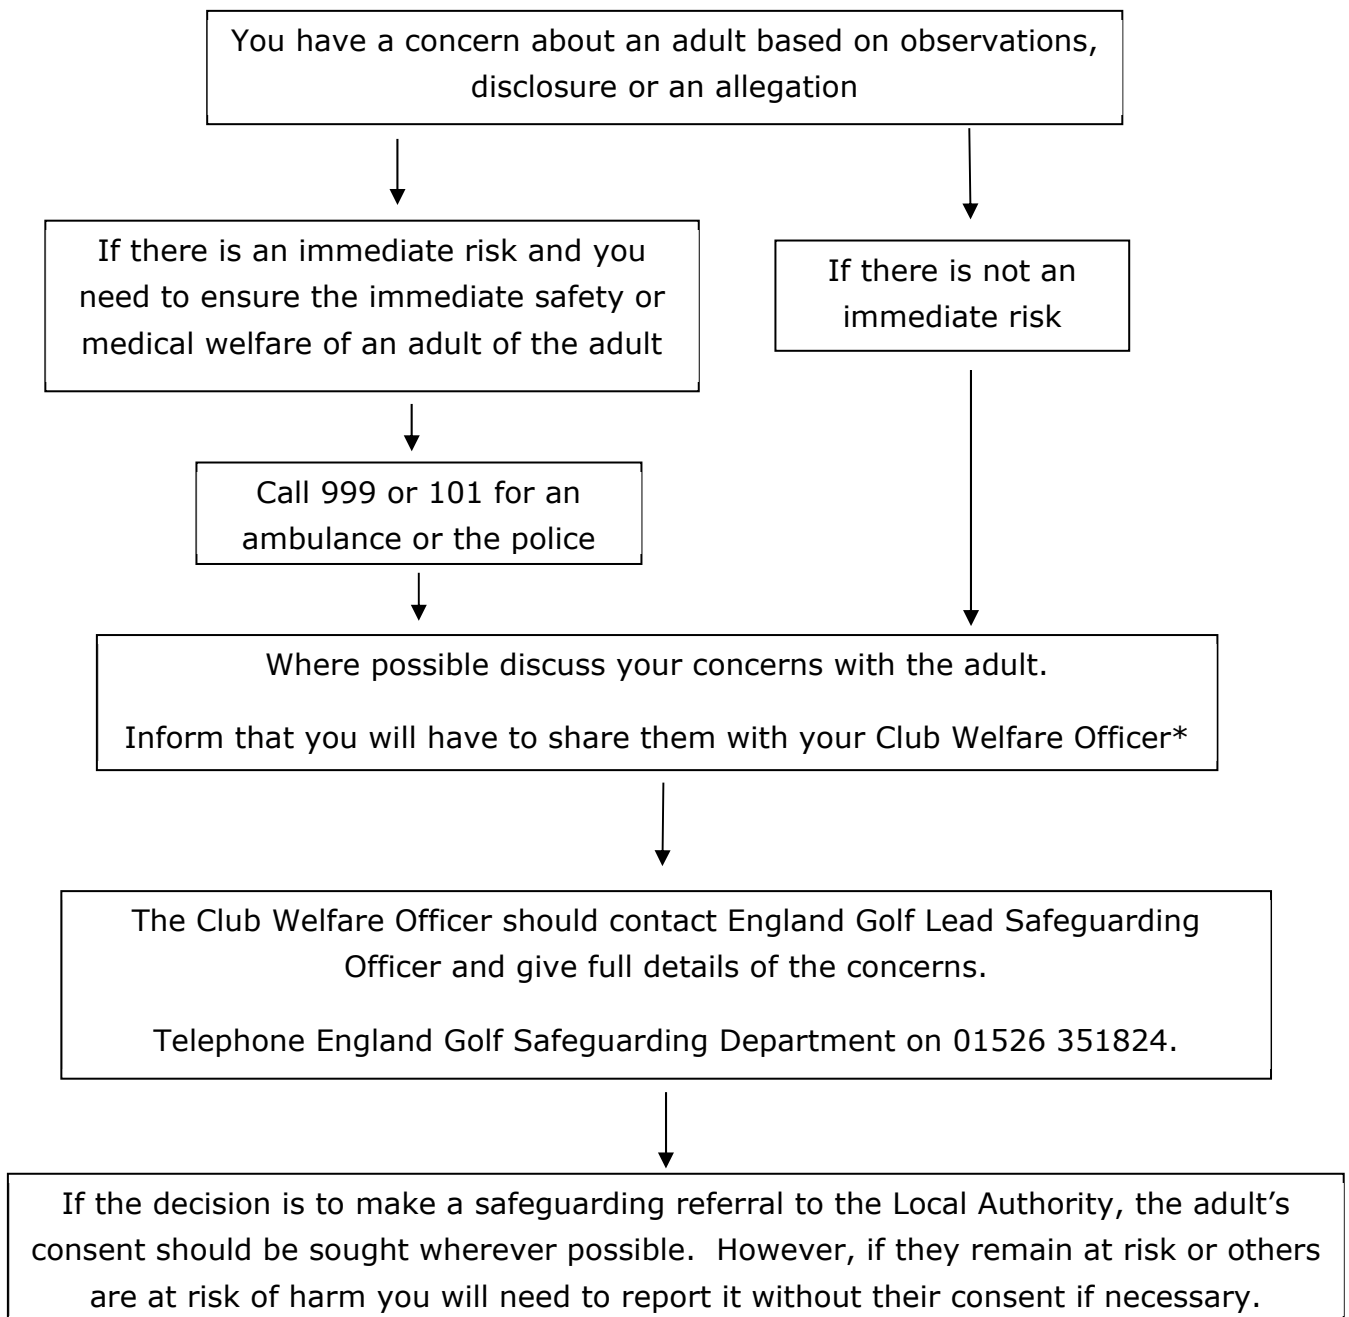 You have a concern about an adult based on observations,
disclosure or an allegation
If there is an immediate risk and you
need to ensure the immediate safety or
medical welfare of an adult of the adult
If there is not an
immediate risk
Call 999 or 101 for an
ambulance or the police
Where possible discuss your concerns with the adult.
Inform that you will have to share them with your Club Welfare Officer*
The Club Welfare Officer should contact England Golf Lead Safeguarding
Officer and give full details of the concerns.
Telephone England Golf Safeguarding Department on 01526 351824.
If the decision is to make a safeguarding referral to the Local Authority, the adult’s
consent should be sought wherever possible.  However, if they remain at risk or others
are at risk of harm you will need to report it without their consent if necessary.